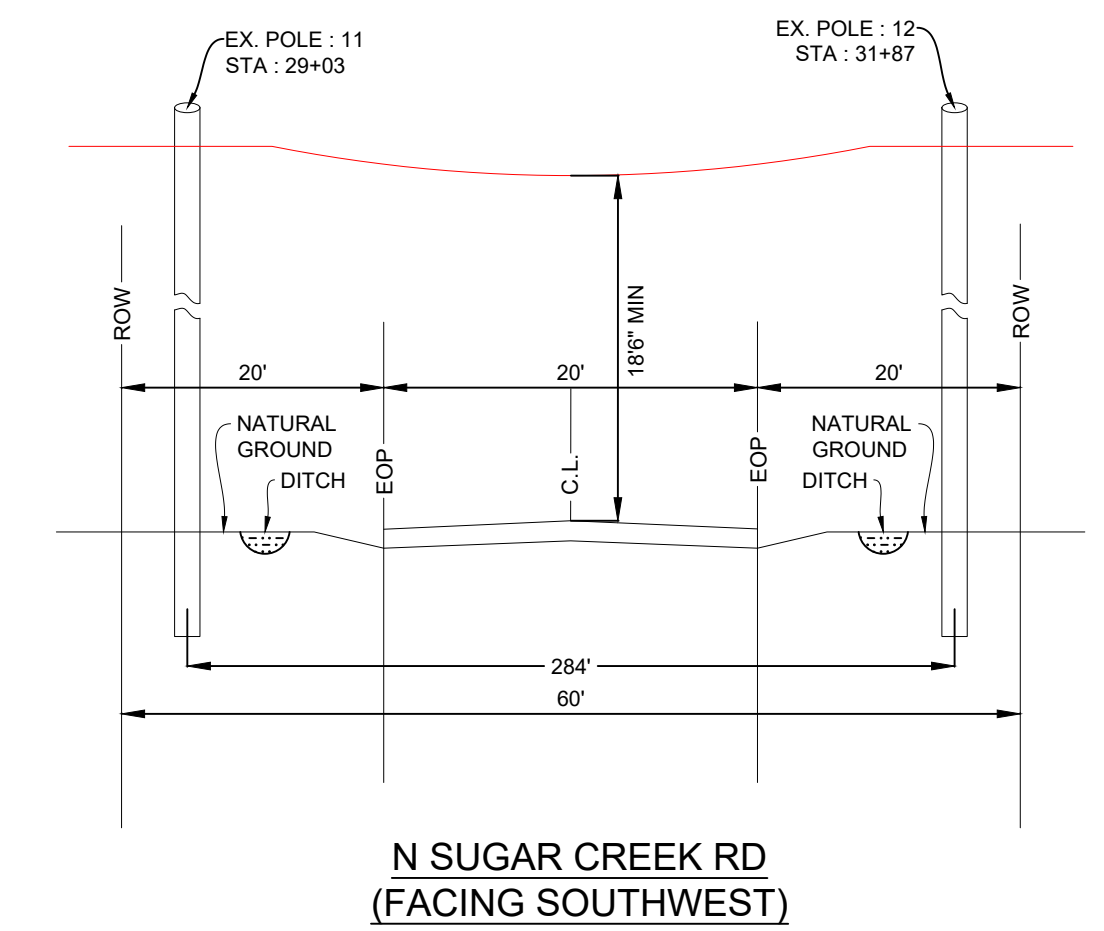 EX. POLE : 11
STA : 29+03
EX. POLE : 12
STA : 31+87
ROW
ROW
18'6" MIN
20'
20'
20'
NATURAL
GROUND
DITCH
EOP
C.L.
EOP
NATURAL
GROUND
DITCH
284'
60'
N SUGAR CREEK RD
(FACING SOUTHWEST)